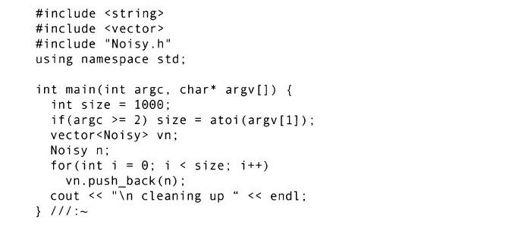 #include <string>
#include <vector>
#include "Noisy.h"
using namespace std;
int main(int argc, char* argv[]) {
int size = 1000;
if(argc >= 2) size = atoi(argv[1]);
vector<Noisy> vn;
Noisy n;
for(int i = 0; i < size; i++)
vn.push_back(n);
cout << "\n cleaning up " << endl;
} ///:~